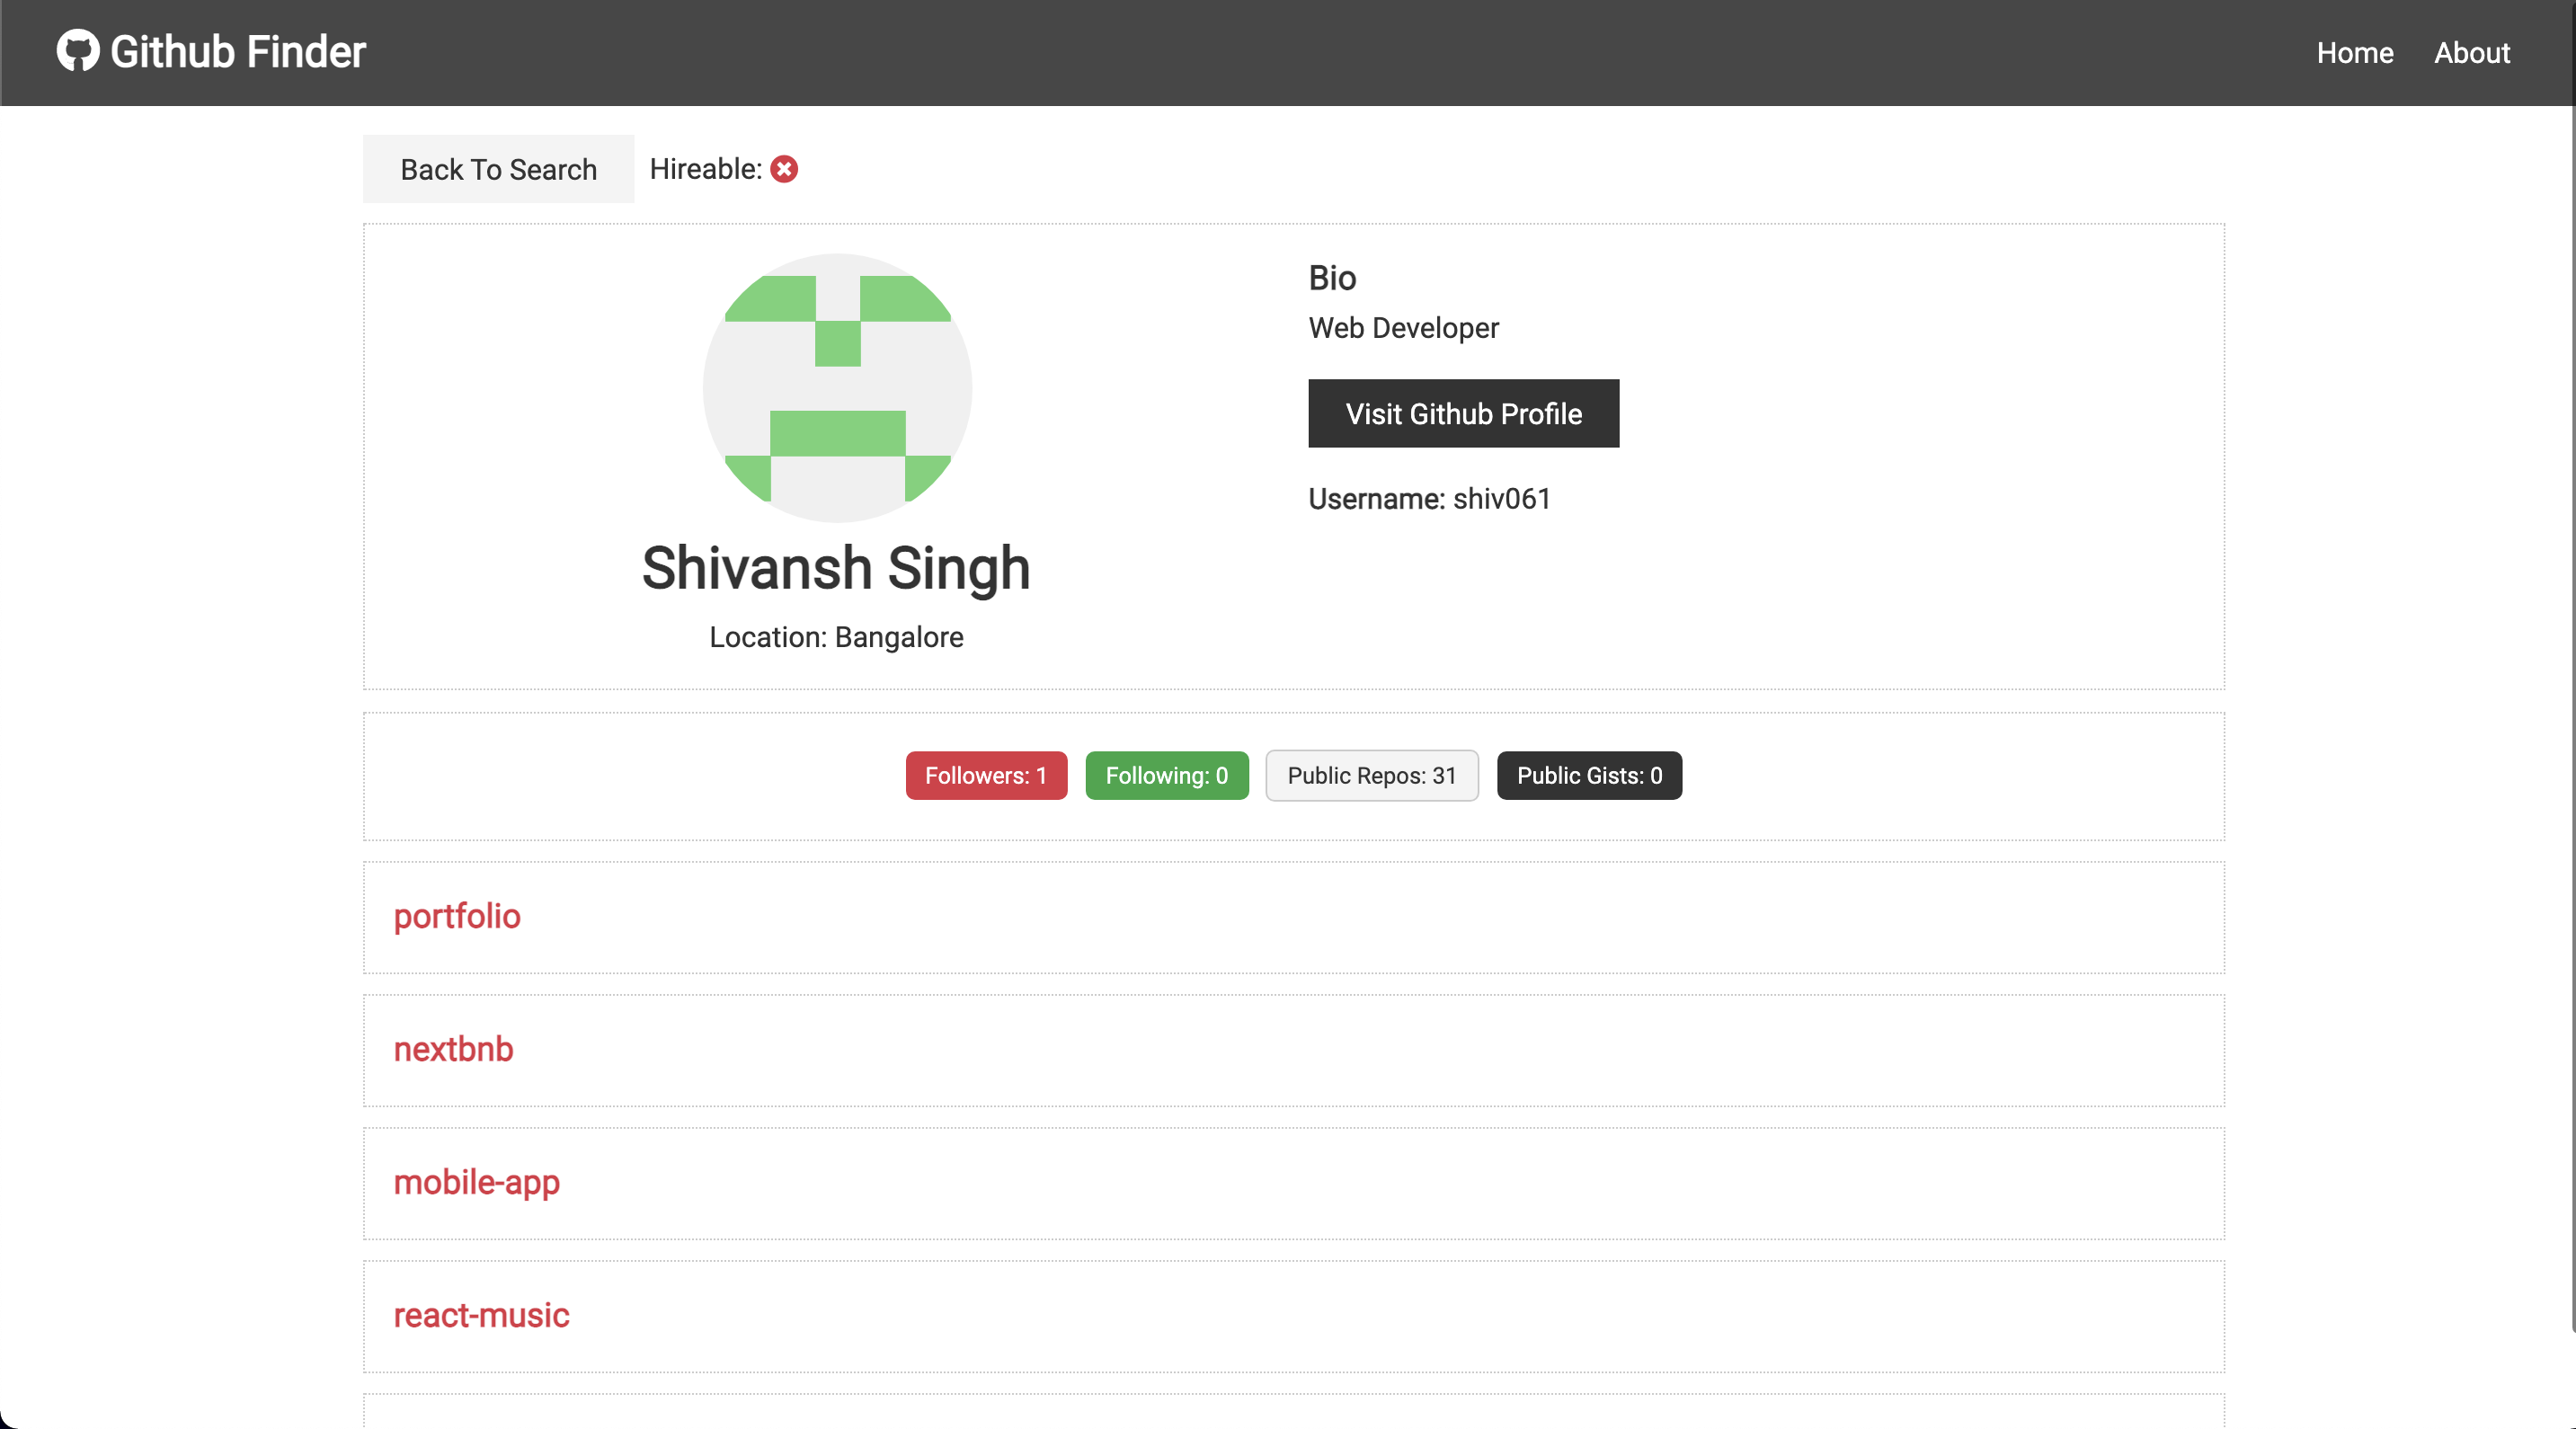 Github Finder
Home About
Back To Search Hireable:
Bio
Web Developer
Visit Github Profile
Username: shiv061
Shivansh Singh
Location: Bangalore
Followers: 1 Following: 0 Public Repos: 31 Public Gists: 0
portfolio
nextbnb
mobile-app
react-music